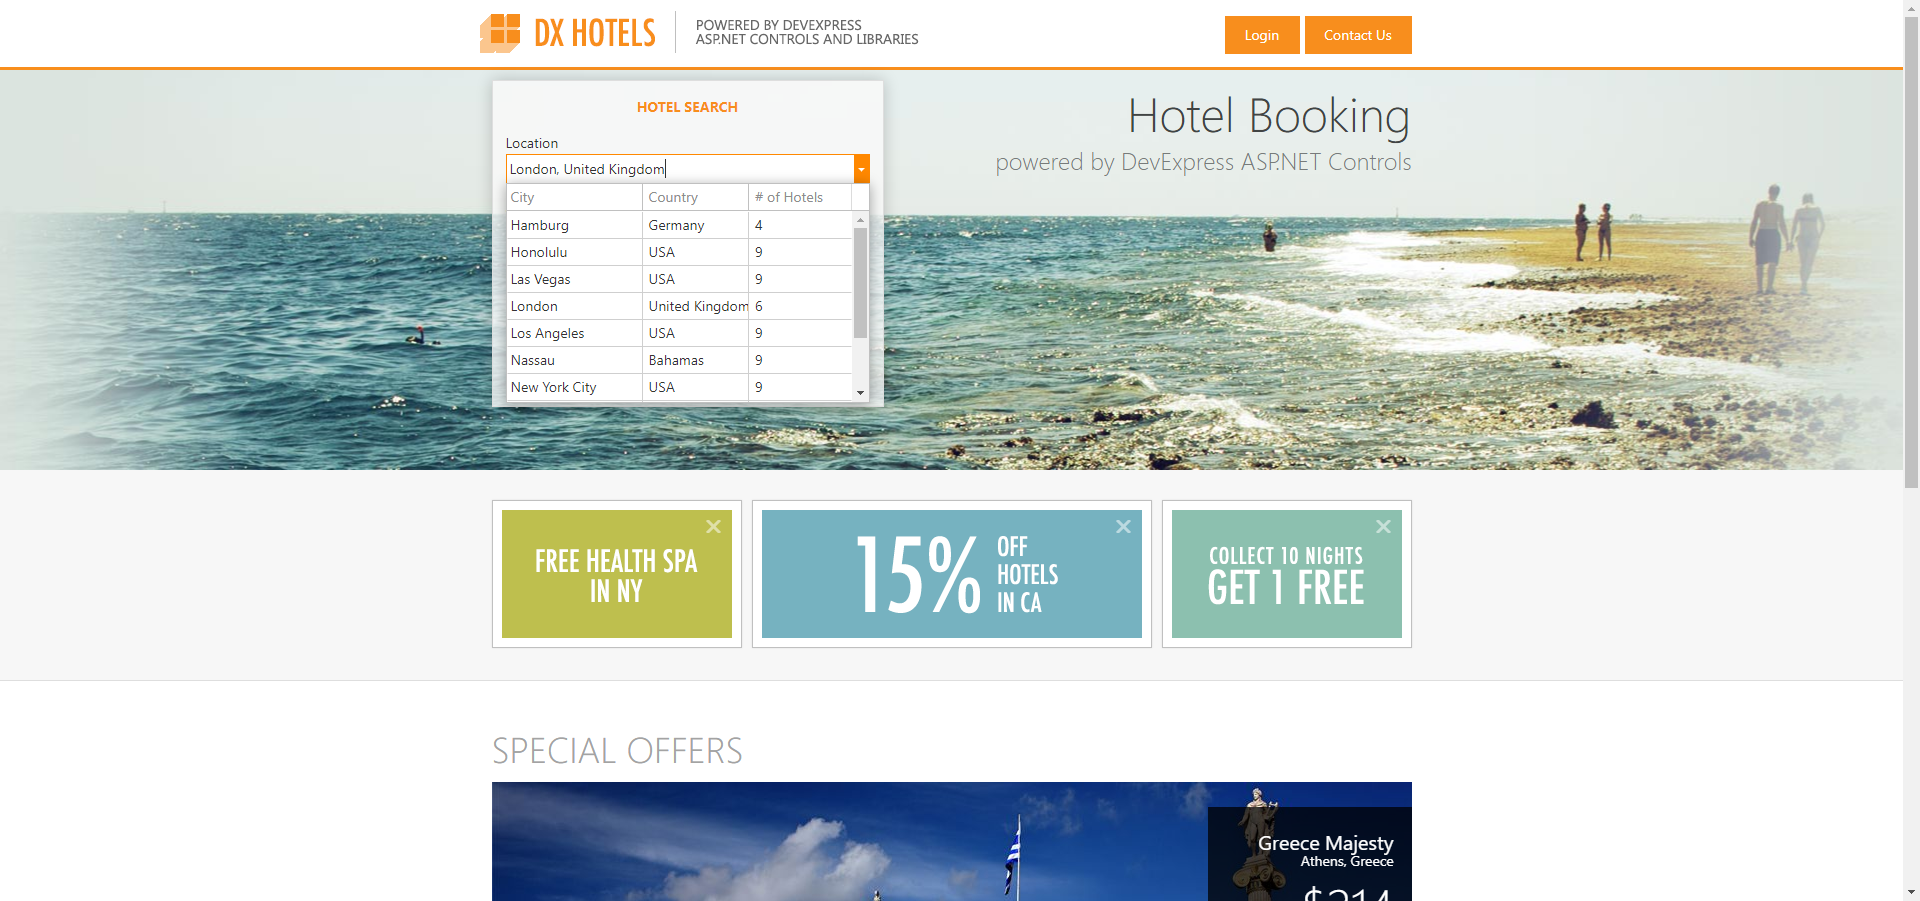 DX HOTELS
POWERED BY DEVEXPRESS
ASP.NET CONTROLS AND LIBRARIES
Login
Contact Us
HOTEL SEARCH
Location
London, United Kingdom
City Country # of Hotels
Hamburg Germany 4
Honolulu USA 9
Las Vegas USA 9
London United Kingdom 6
Los Angeles USA 9
Nassau Bahamas 9
New York City USA 9
Hotel Booking
powered by DevExpress ASP.NET Controls
FREE HEALTH SPA
IN NY
15%
OFF
HOTELS
IN CA
COLLECT 10 NIGHTS
GET 1 FREE
SPECIAL OFFERS
Greece Majesty
Athens, Greece
$214